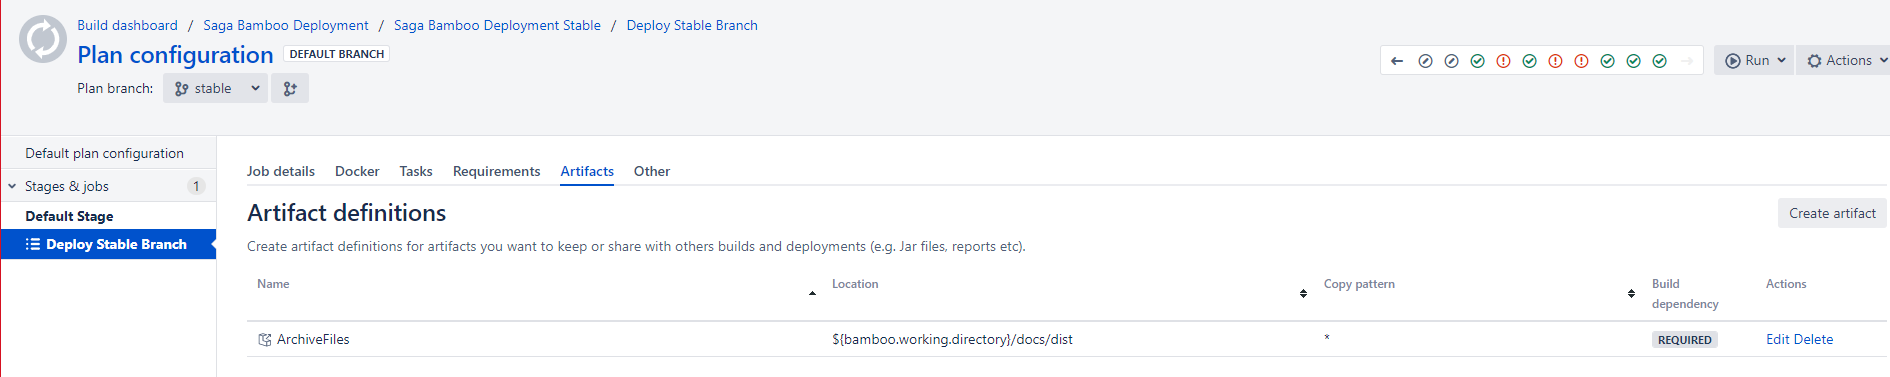 Build dashboard / Saga Bamboo Deployment / Saga Bamboo Deployment Stable / Deploy Stable Branch
Plan configuration DEFAULT BRANCH
Run Actions
Plan branch: stable
Default plan configuration
Stages & jobs 1
Default Stage
Deploy Stable Branch
Job details Docker Tasks Requirements Artifacts Other
Artifact definitions
Create artifact
Create artifact definitions for artifacts you want to keep or share with others builds and deployments (e.g. Jar files, reports etc).
Name Location Copy pattern Build dependency Actions
ArchiveFiles ${bamboo.working.directory}/docs/dist * REQUIRED Edit Delete